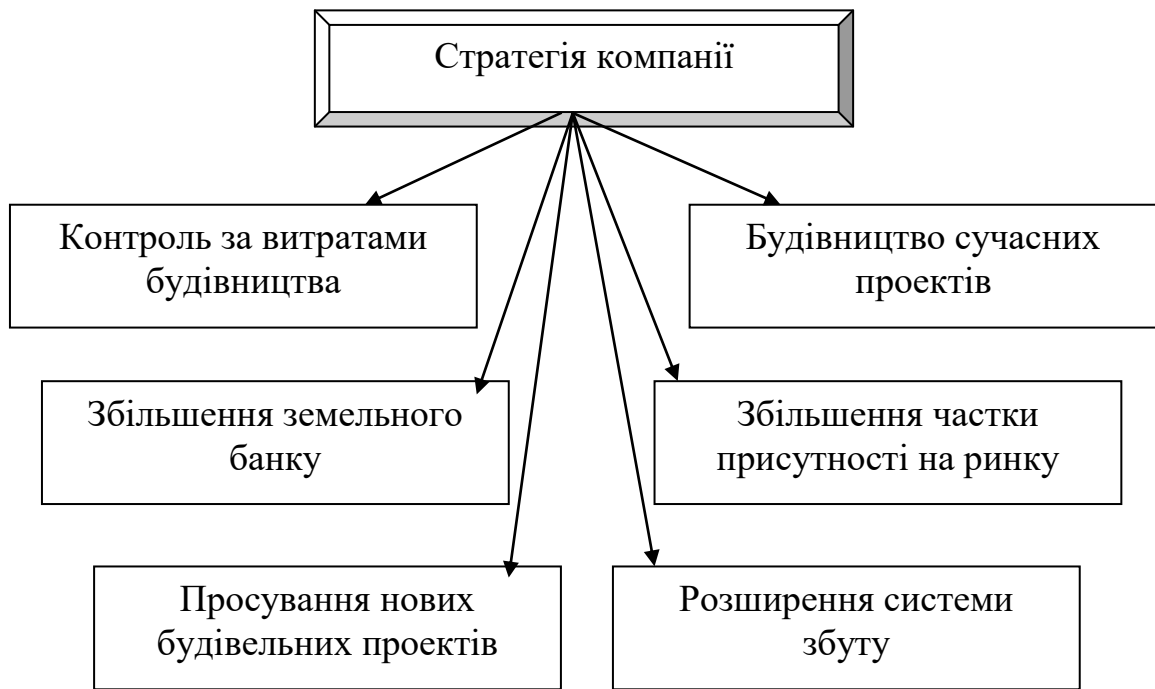 Стратегія компанії
Контроль за витратами
будівництва
Будівництво сучасних
проектів
Збільшення земельного
банку
Збільшення частки
присутності на ринку
Просування нових
будівельних проектів
Розширення системи
збуту